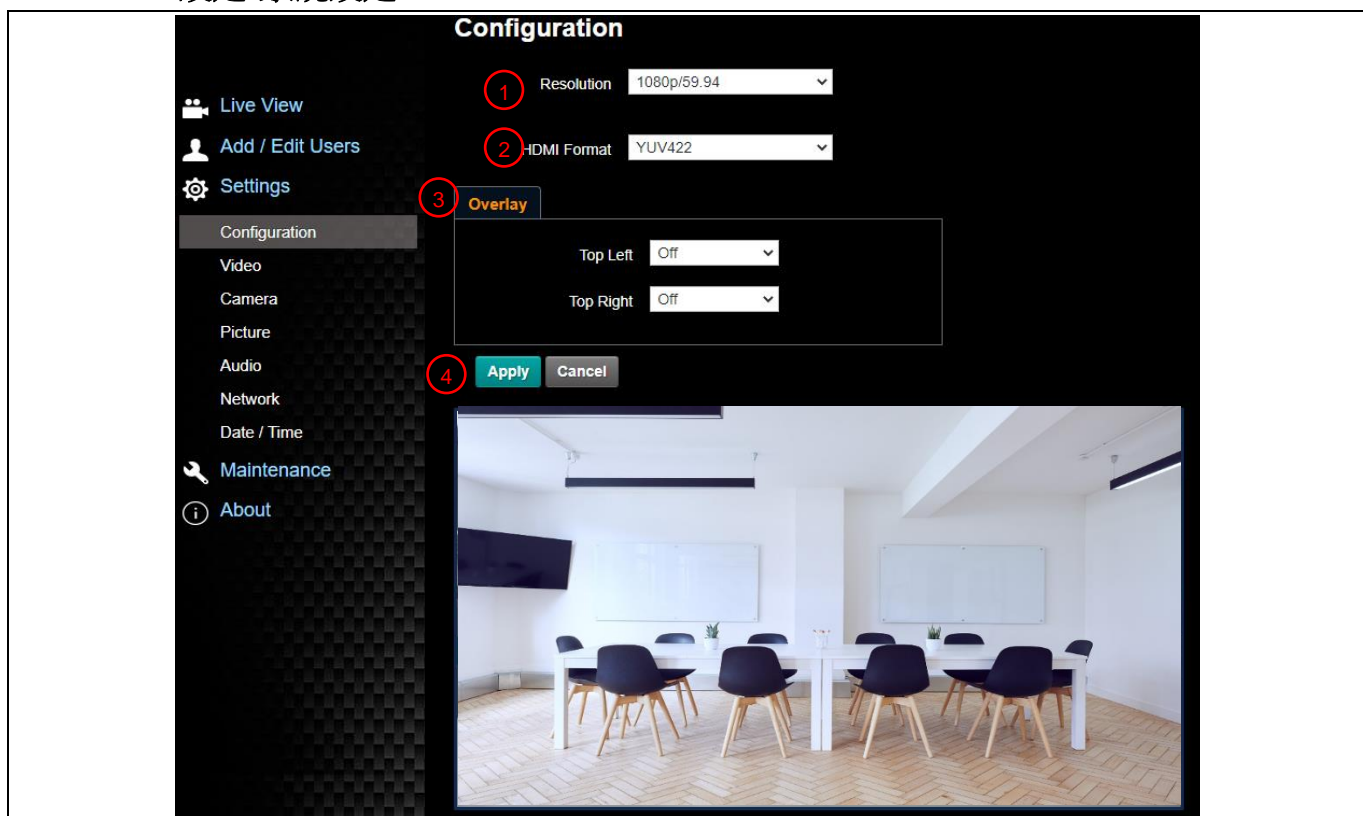 Configuration
1 Resolution 1080p/59.94
Live View
Add / Edit Users
2 HDMI Format YUV422
Settings
3 Overlay
Configuration
Top Left Off
Video
Camera
Top Right Off
Picture
Audio
4 Apply Cancel
Network
Date / Time
Maintenance
About